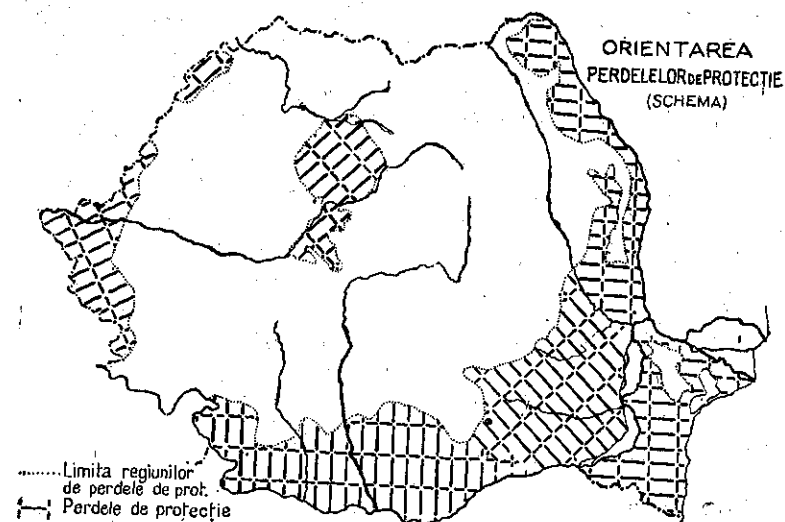 ORIENTAREA
PERDELELOR DE PROTECȚIE
(SCHEMA)
Limita regiunilor
de perdele de prot.
Perdele de protecție